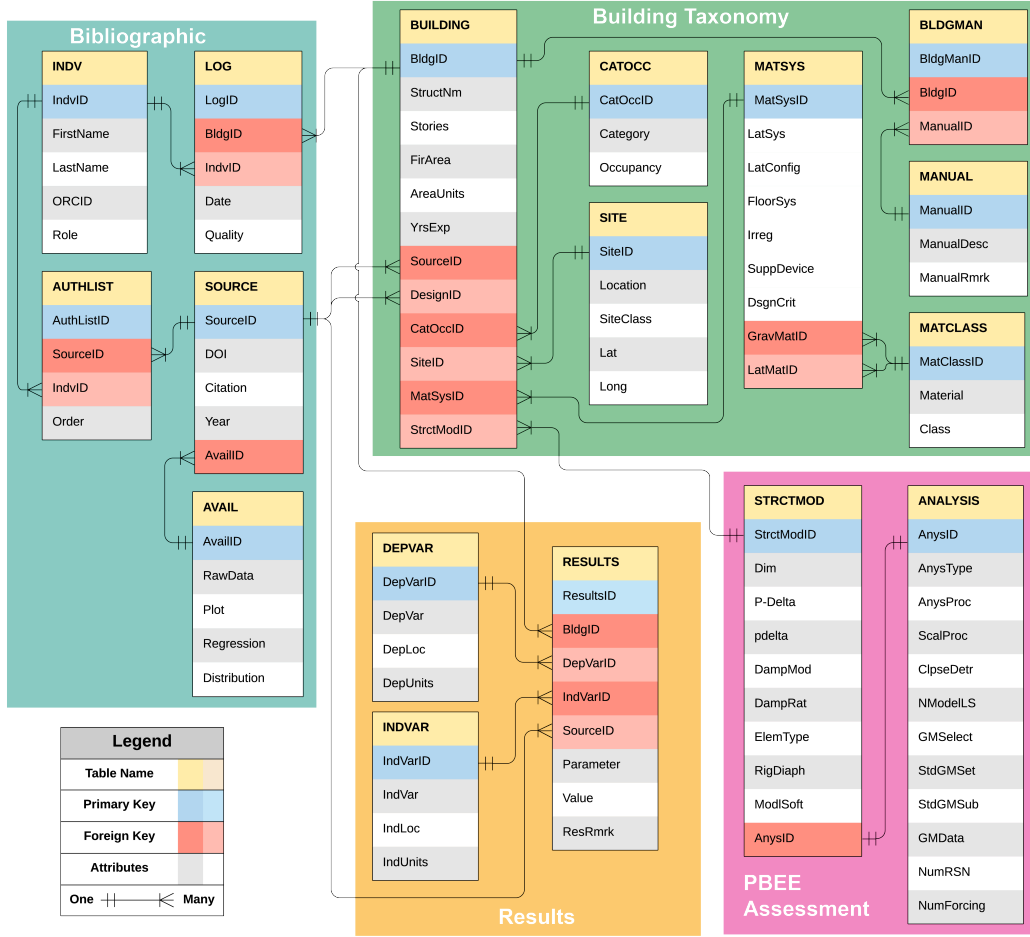 Bibliographic
INDV
IndvID
FirstName
LastName
ORCID
Role
LOG
LogID
BldgID
IndvID
Date
Quality
AUTHLIST
AuthListID
SourceID
IndvID
Order
SOURCE
SourceID
DOI
Citation
Year
AvailID
AVAIL
AvailID
RawData
Plot
Regression
Distribution
Building Taxonomy
BUILDING
BldgID
StructNm
Stories
FirArea
AreaUnits
YrsExp
SourceID
DesignID
CatOccID
SiteID
MatSysID
StrctModID
CATOCC
CatOccID
Category
Occupancy
SITE
SiteID
Location
SiteClass
Lat
Long
MATSYS
MatSysID
LatSys
LatConfig
FloorSys
Irreg
SuppDevice
DsgnCrit
GravMatID
LatMatID
BLDGMAN
BldgManID
BldgID
ManualID
MANUAL
ManualID
ManualDesc
ManualRmrk
MATCLASS
MatClassID
Material
Class
DEPVAR
DepVarID
DepVar
DepLoc
DepUnits
INDVAR
IndVarID
IndVar
IndLoc
IndUnits
RESULTS
ResultsID
BldgID
DepVarID
IndVarID
SourceID
Parameter
Value
ResRmrk
Results
STRCTMOD
StrctModID
Dim
P-Delta
pdelta
DampMod
DampRat
ElemType
RigDiaph
ModlSoft
AnysID
ANALYSIS
AnysID
AnysType
AnysProc
ScalProc
ClpseDetr
NModelLS
GMSelect
StdGMSet
StdGMSub
GMData
NumRSN
NumForcing
PBEE
Assessment
Legend
Table Name
Primary Key
Foreign Key
Attributes
One Many